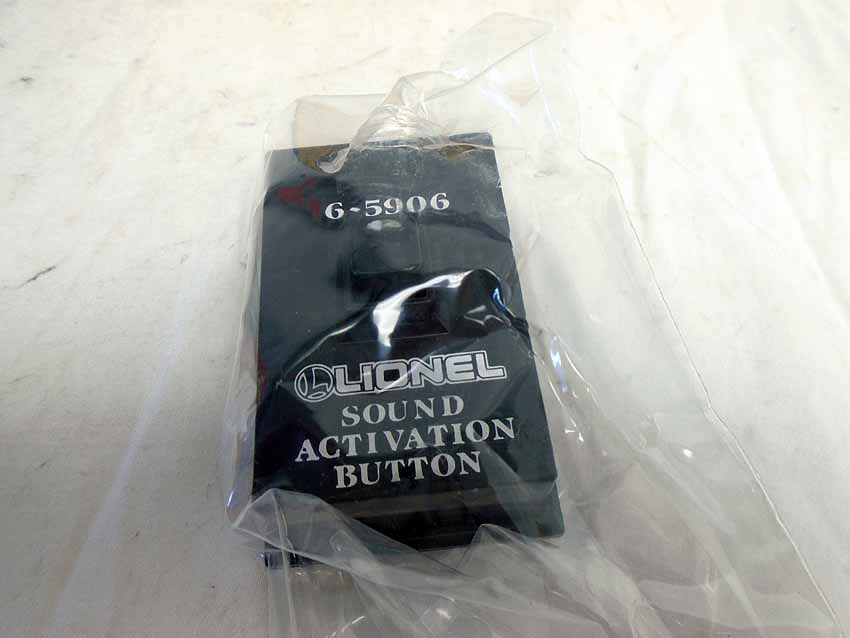 6-5906
LIONEL
SOUND
ACTIVATION
BUTTON